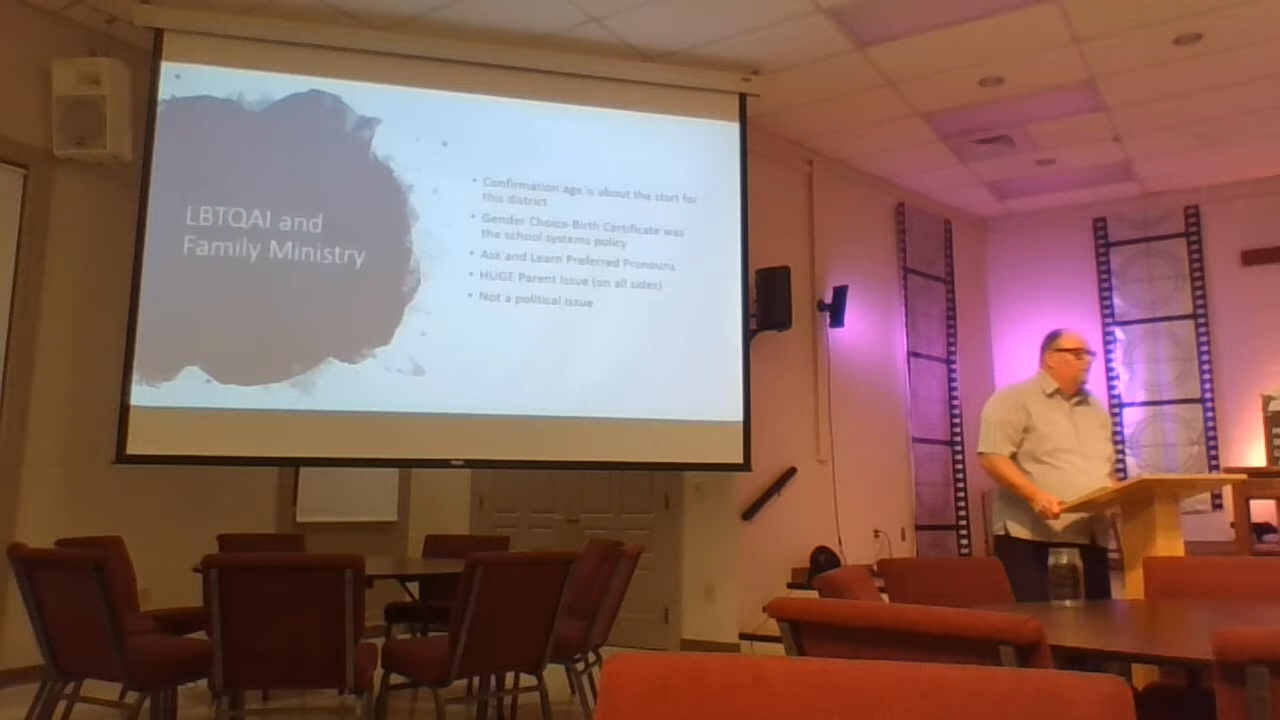 LBTQAI and
Family Ministry
• Confirmation age is about the start for
this district
• Gender Choice-Birth Certificate was
the school systems policy
• Ask and Learn Preferred Pronouns
• HUGE Parent Issue (on all sides)
• Not a political issue